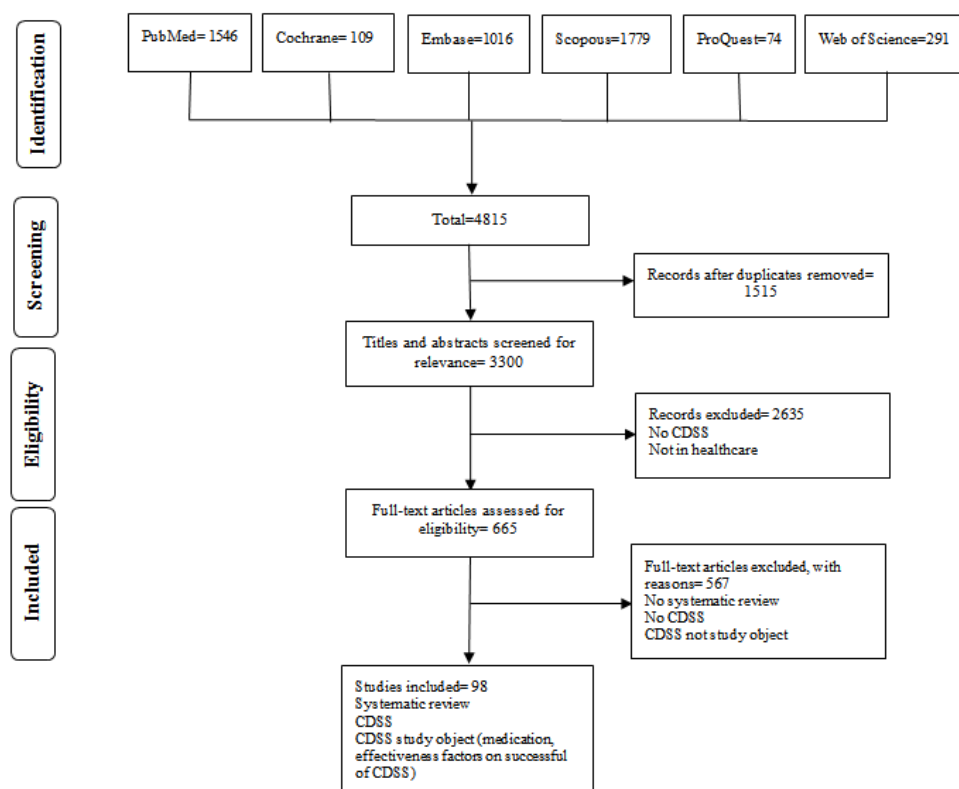 Identification
PubMed= 1546
Cochrane= 109
Embase=1016
Scopous=1779
ProQuest=74
Web of Science=291
Screening
Total=4815
Records after duplicates removed=
1515
Titles and abstracts screened for
relevance= 3300
Eligibility
Records excluded= 2635
No CDSS
Not in healthcare
Full-text articles assessed for
eligibility= 665
Included
Full-text articles excluded, with
reasons= 567
No systematic review
No CDSS
CDSS not study object
Studies included= 98
Systematic review
CDSS
CDSS study object (medication,
effectiveness factors on successful
of CDSS)